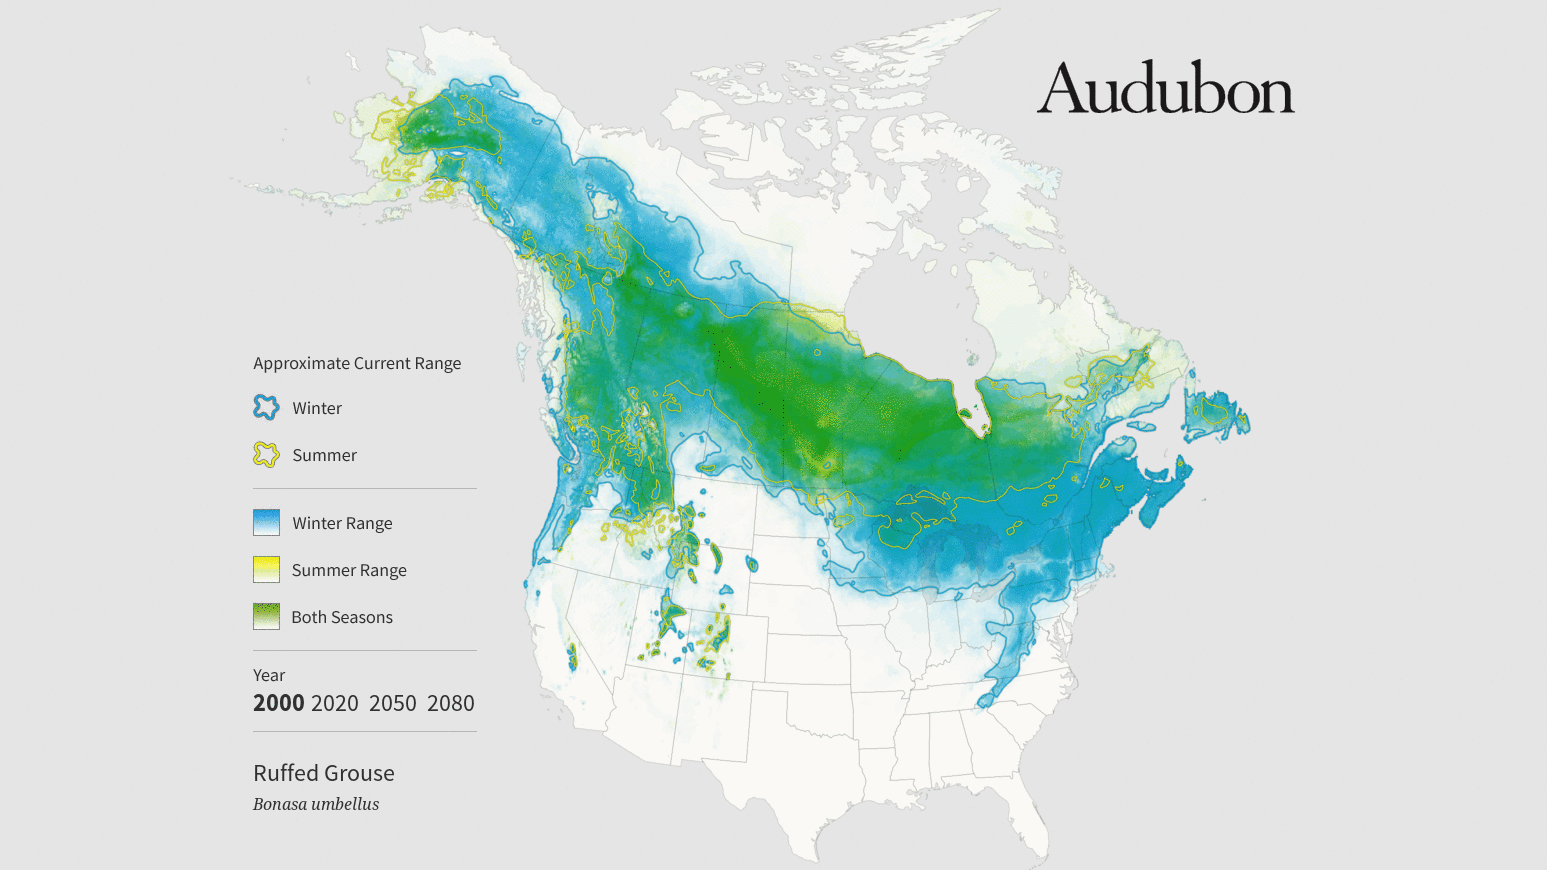 Audubon
Approximate Current Range
Winter
Summer
Winter Range
Summer Range
Both Seasons
Year
2000 2020 2050 2080
Ruffed Grouse
Bonasa umbellus